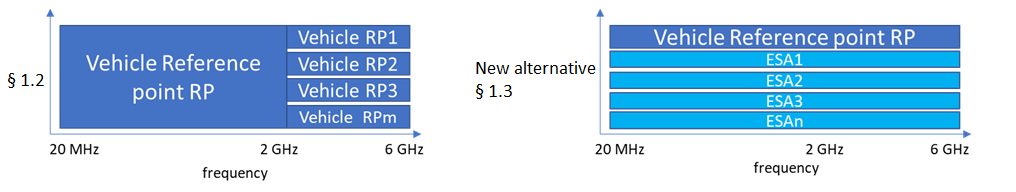 § 1.2
Vehicle Reference
point RP
Vehicle RP1
Vehicle RP2
Vehicle RP3
Vehicle RPm
20 MHz
2 GHz
6 GHz
frequency
New alternative
§ 1.3
Vehicle Reference point RP
ESA1
ESA2
ESA3
ESAn
20 MHz
2 GHz
6 GHz
frequency